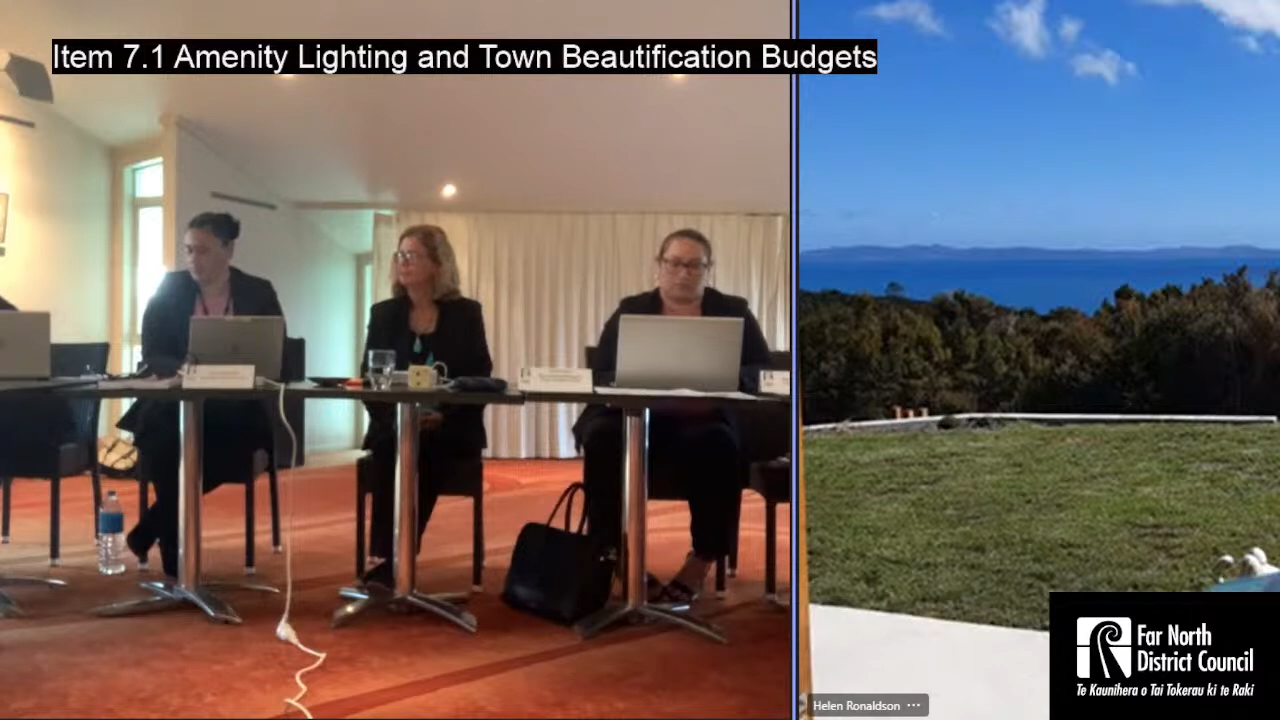 Item 7.1 Amenity Lighting and Town Beautification Budgets
Helen Ronaldson
Far North
District Council
Te Kaunihera o Tai Tokerau ki te Raki